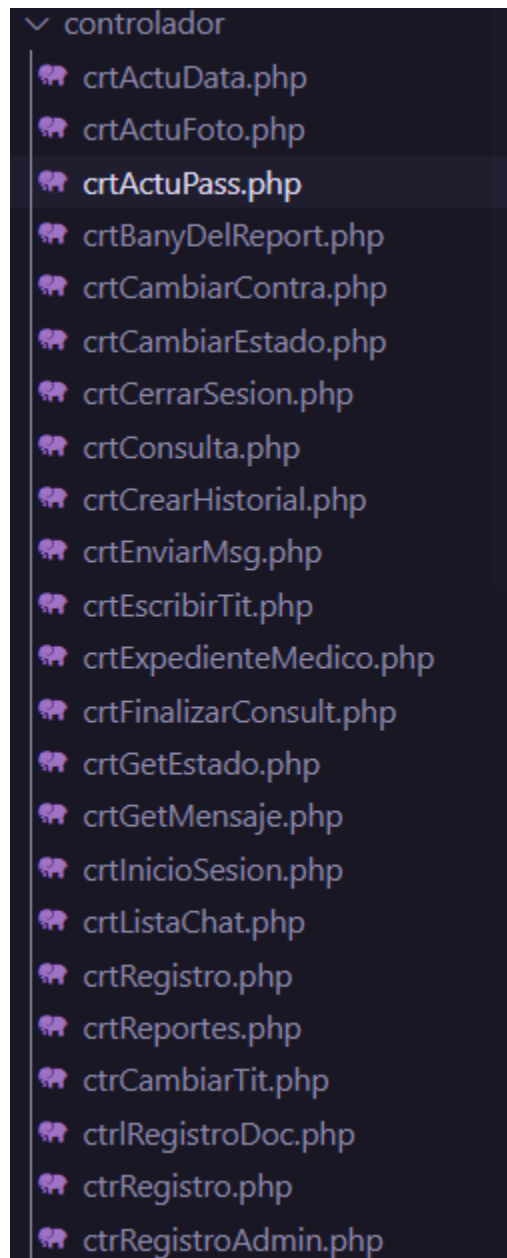 controlador
crtActuData.php
crtActuFoto.php
crtActuPass.php
crtBanyDelReport.php
crtCambiarContra.php
crtCambiarEstado.php
crtCerrarSesion.php
crtConsulta.php
crtCrearHistorial.php
crtEnviarMsg.php
crtEscribirTit.php
crtExpedienteMedico.php
crtFinalizarConsult.php
crtGetEstado.php
crtGetMensaje.php
crtInicioSesion.php
crtListaChat.php
crtRegistro.php
crtReportes.php
ctrCambiarTit.php
ctrlRegistroDoc.php
ctrRegistro.php
ctrRegistroAdmin.php